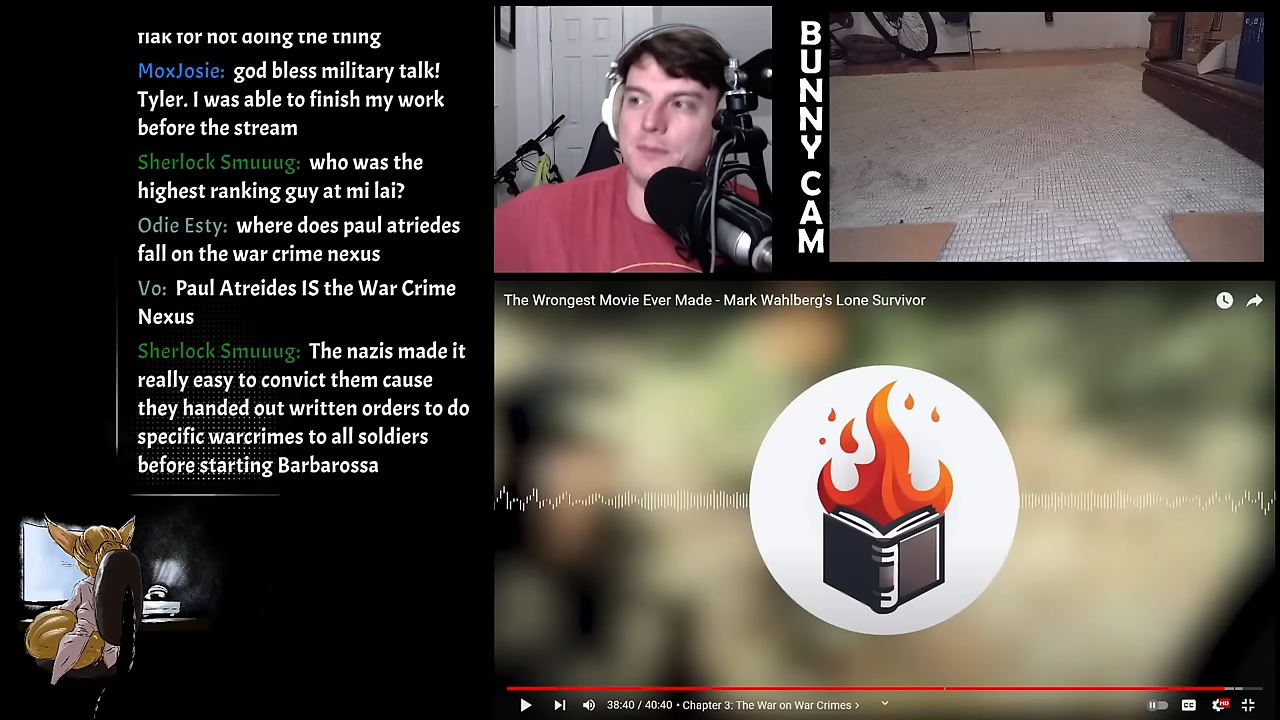 flak for not doing the thing
MoxJosie: god bless military talk!
Tyler. I was able to finish my work
before the stream
Sherlock Smuuug: who was the
highest ranking guy at mi lai?
Odie Esty: where does paul atriedes
fall on the war crime nexus
Vo: Paul Atreides IS the War Crime
Nexus
Sherlock Smuuug: The nazis made it
really easy to convict them cause
they handed out written orders to do
specific warcrimes to all soldiers
before starting Barbarossa
BUNNY CAM
The Wrongest Movie Ever Made - Mark Wahlberg's Lone Survivor
38:40 / 40:40 • Chapter 3: The War on War Crimes ›
CC
HD